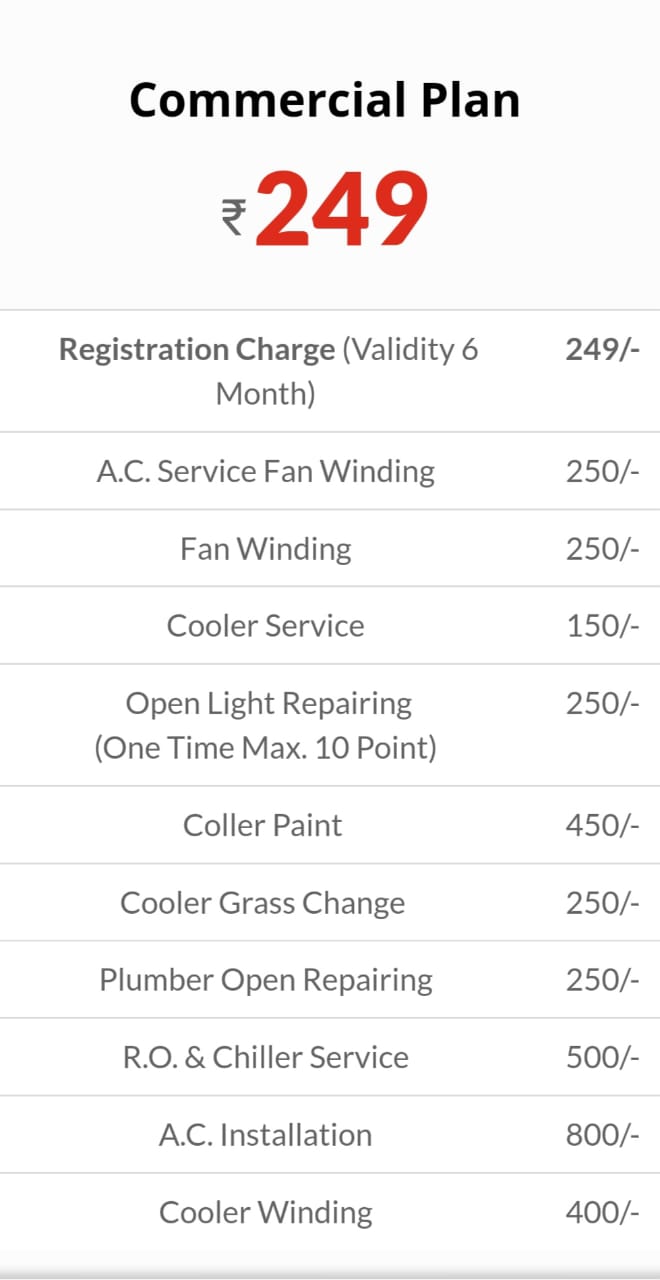 Commercial Plan
₹249
Registration Charge (Validity 6 249/-
Month)
A.C. Service Fan Winding 250/-
Fan Winding 250/-
Cooler Service 150/-
Open Light Repairing 250/-
(One Time Max. 10 Point)
Coller Paint 450/-
Cooler Grass Change 250/-
Plumber Open Repairing 250/-
R.O. & Chiller Service 500/-
A.C. Installation 800/-
Cooler Winding 400/-